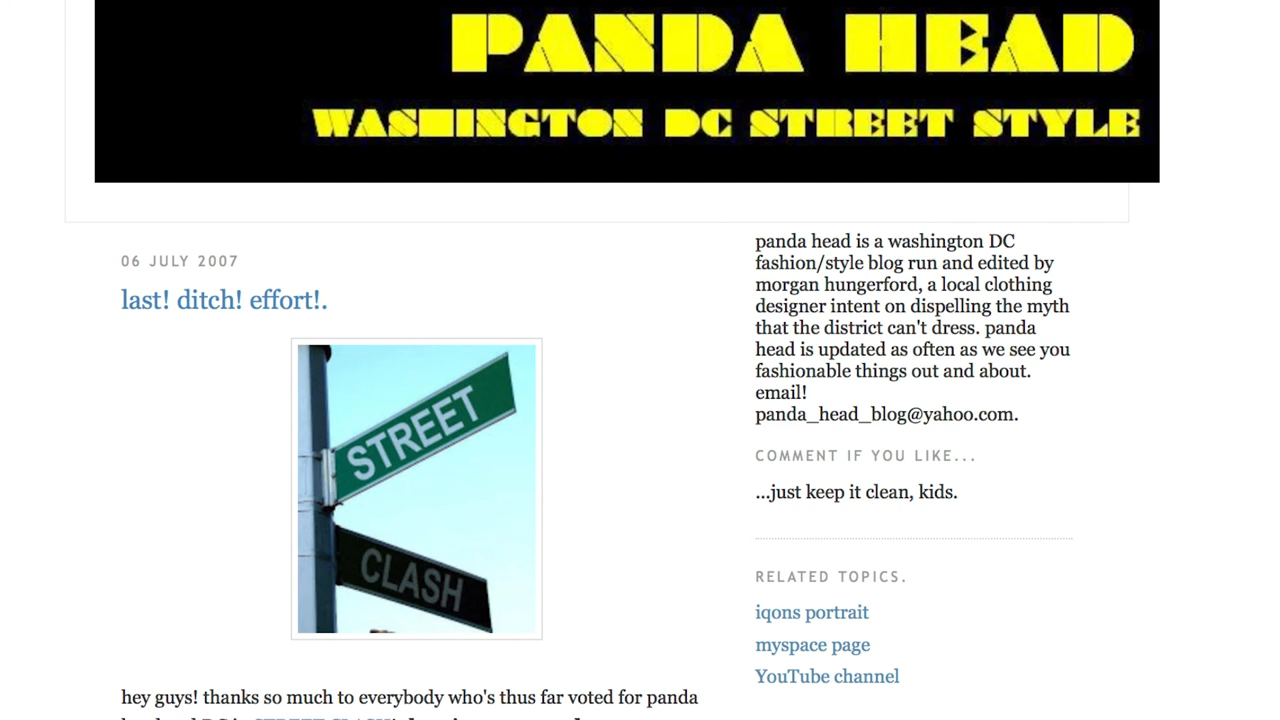 PANDA HEAD
WASHINGTON DC STREET STYLE
06 JULY 2007
last! ditch! effort!.
STREET
CLASH
hey guys! thanks so much to everybody who's thus far voted for panda
panda head is a washington DC
fashion/style blog run and edited by
morgan hungerford, a local clothing
designer intent on dispelling the myth
that the district can't dress. panda
head is updated as often as we see you
fashionable things out and about.
email!
panda_head_blog@yahoo.com.
COMMENT IF YOU LIKE...
...just keep it clean, kids.
RELATED TOPICS.
iqons portrait
myspace page
YouTube channel